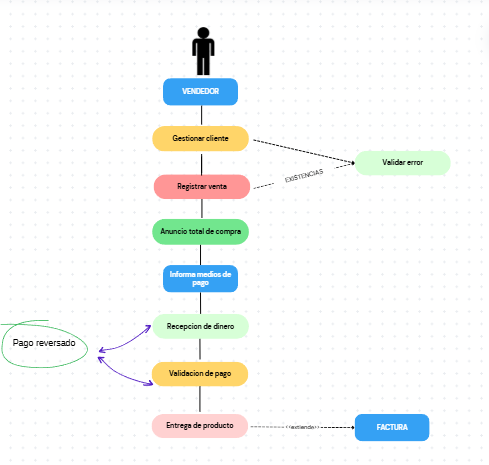 VENDEDOR
Gestionar cliente
Validar error
EXISTENCIAS
Registrar venta
Anuncio total de compra
Informa medios de
pago
Recepcion de dinero
Pago reversado
Validacion de pago
Entrega de producto
FACTURA